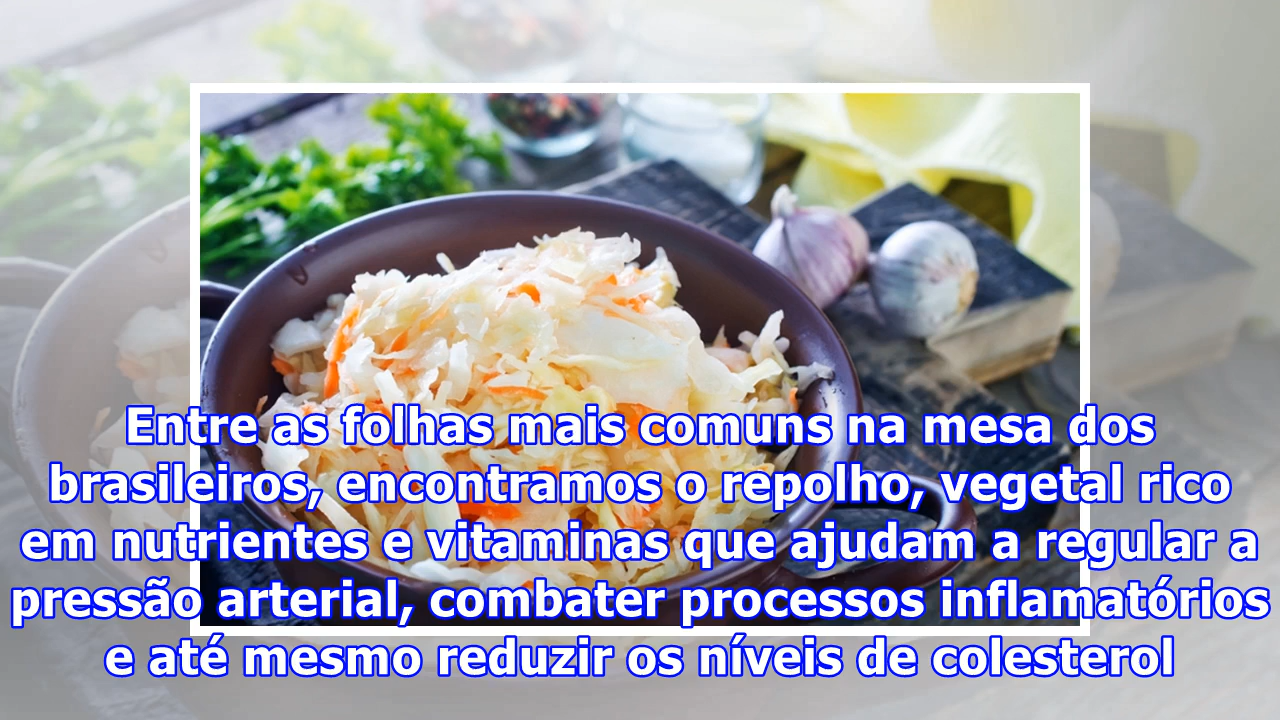 Entre as folhas mais comuns na mesa dos
brasileiros, encontramos o repolho, vegetal rico
em nutrientes e vitaminas que ajudam a regular a
pressão arterial, combater processos inflamatórios
e até mesmo reduzir os níveis de colesterol